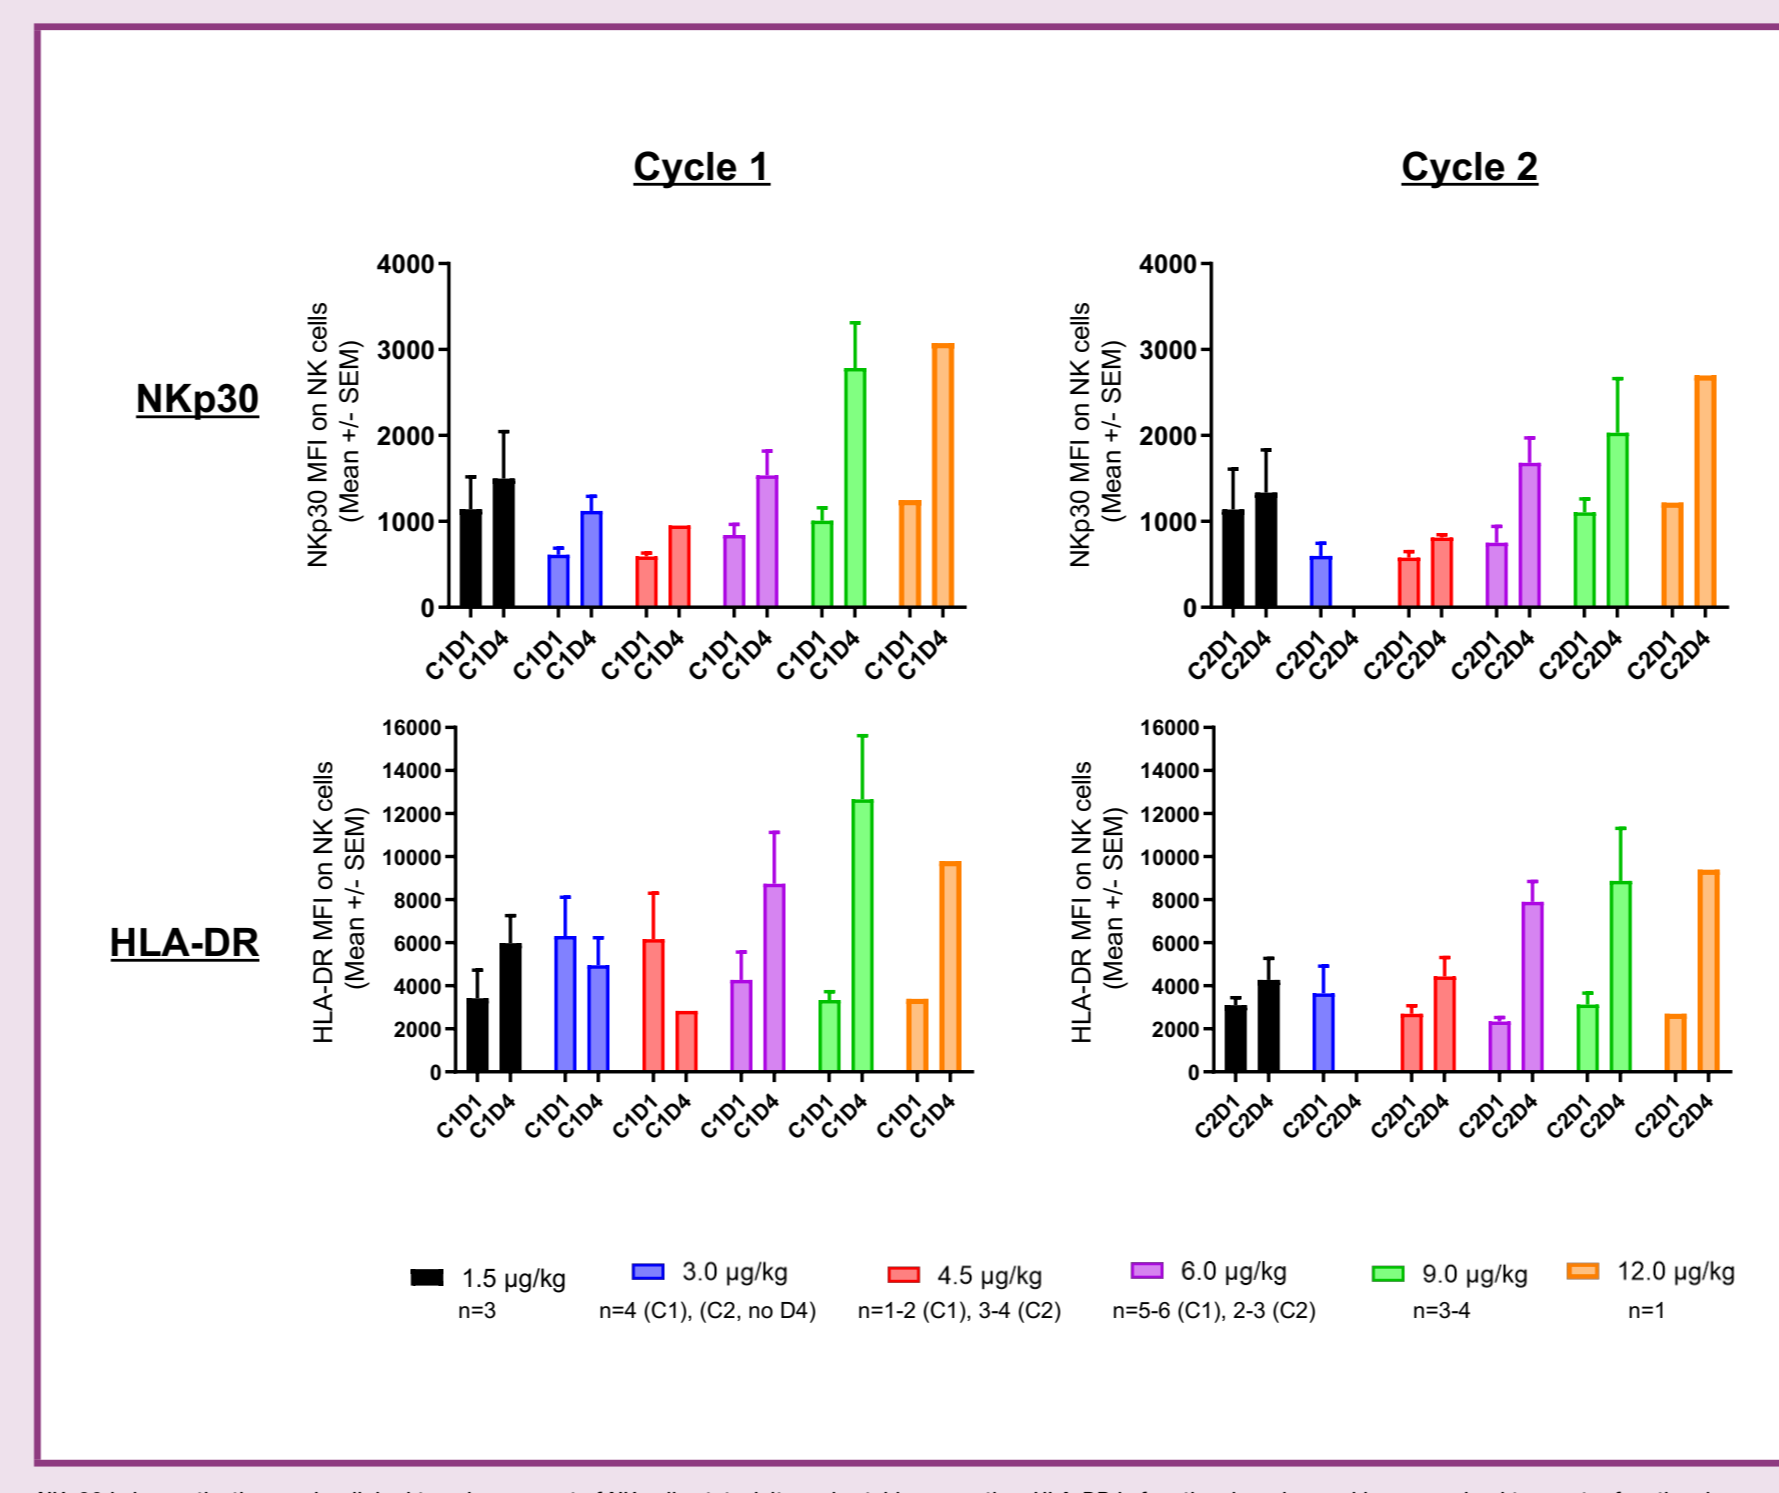 Cycle 1
Cycle 2
NKp30
NKp30 MFI on NK cells
(Mean +/- SEM)
4000
3000
2000
1000
0
C1D1 C1D4 C1D1 C1D4 C1D1 C1D4 C1D1 C1D4 C1D1 C1D4 C1D1 C1D4
NKp30 MFI on NK cells
(Mean +/- SEM)
4000
3000
2000
1000
0
C2D1 C2D4 C2D1 C2D4 C2D1 C2D4 C2D1 C2D4 C2D1 C2D4 C2D1 C2D4
HLA-DR
HLA-DR MFI on NK cells
(Mean +/- SEM)
16000
14000
12000
10000
8000
6000
4000
2000
0
C1D1 C1D4 C1D1 C1D4 C1D1 C1D4 C1D1 C1D4 C1D1 C1D4 C1D1 C1D4
HLA-DR MFI on NK cells
(Mean +/- SEM)
16000
14000
12000
10000
8000
6000
4000
2000
0
C2D1 C2D4 C2D1 C2D4 C2D1 C2D4 C2D1 C2D4 C2D1 C2D4 C2D1 C2D4
1.5 µg/kg 3.0 µg/kg 4.5 µg/kg 6.0 µg/kg 9.0 µg/kg 12.0 µg/kg
n=3 n=4 (C1), (C2, no D4) n=1-2 (C1), 3-4 (C2) n=5-6 (C1), 2-3 (C2) n=3-4 n=1